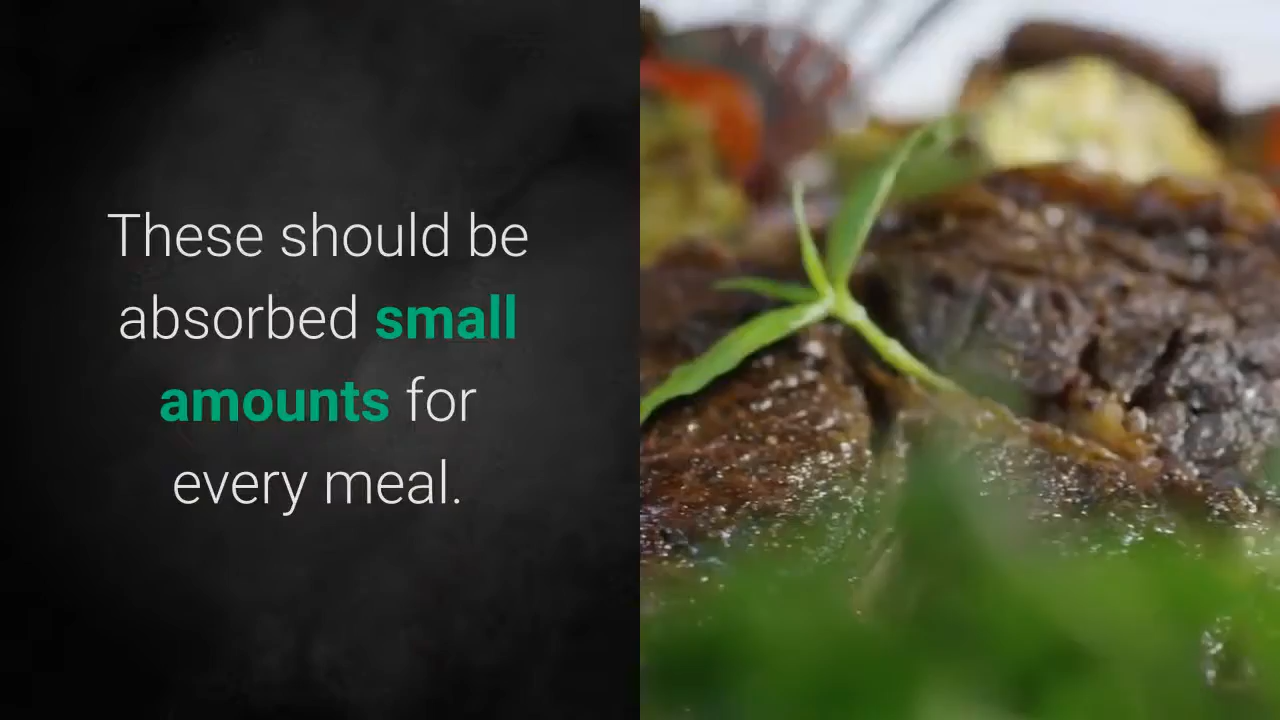 These should be
absorbed small
amounts for
every meal.